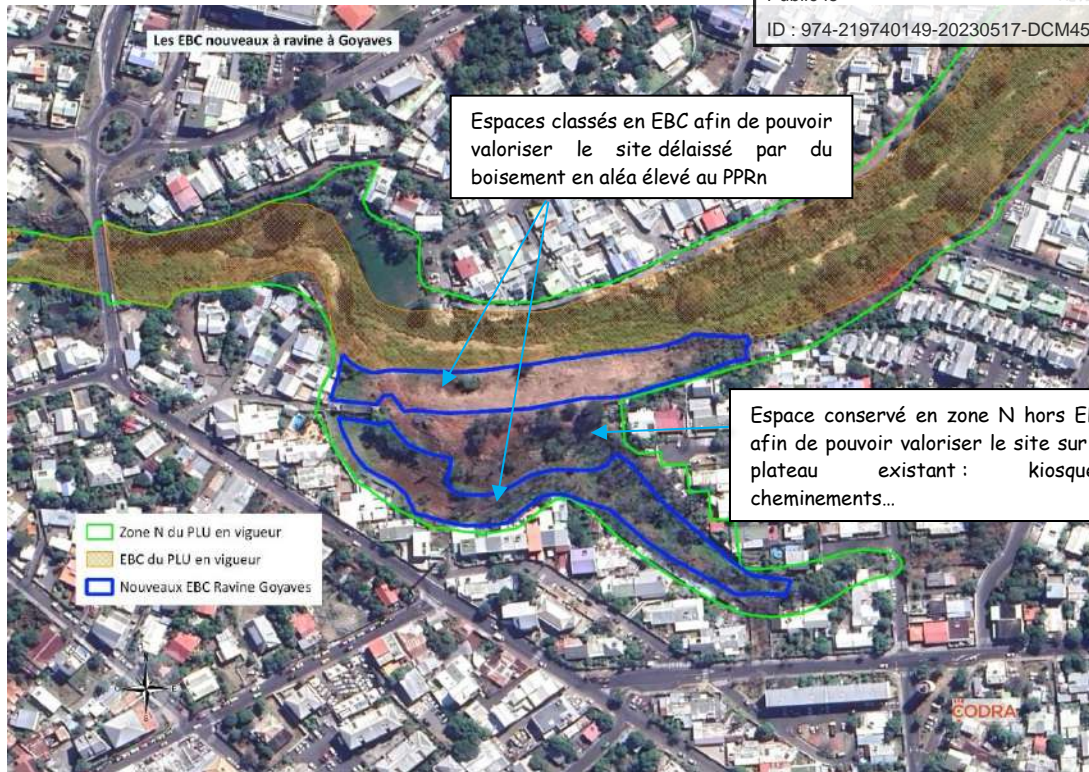 ID : 974-219740149-20230517-DCM45
Les EBC nouveaux à ravine à Goyaves
Espaces classés en EBC afin de pouvoir
valoriser le site délaissé par du
boisement en aléa élevé au PPRn
Espace conservé en zone N hors
afin de pouvoir valoriser le site sur
plateau existant :
cheminements...
Zone N du PLU en vigueur
EBC du PLU en vigueur
Nouveaux EBC Ravine Goyaves
CODRA